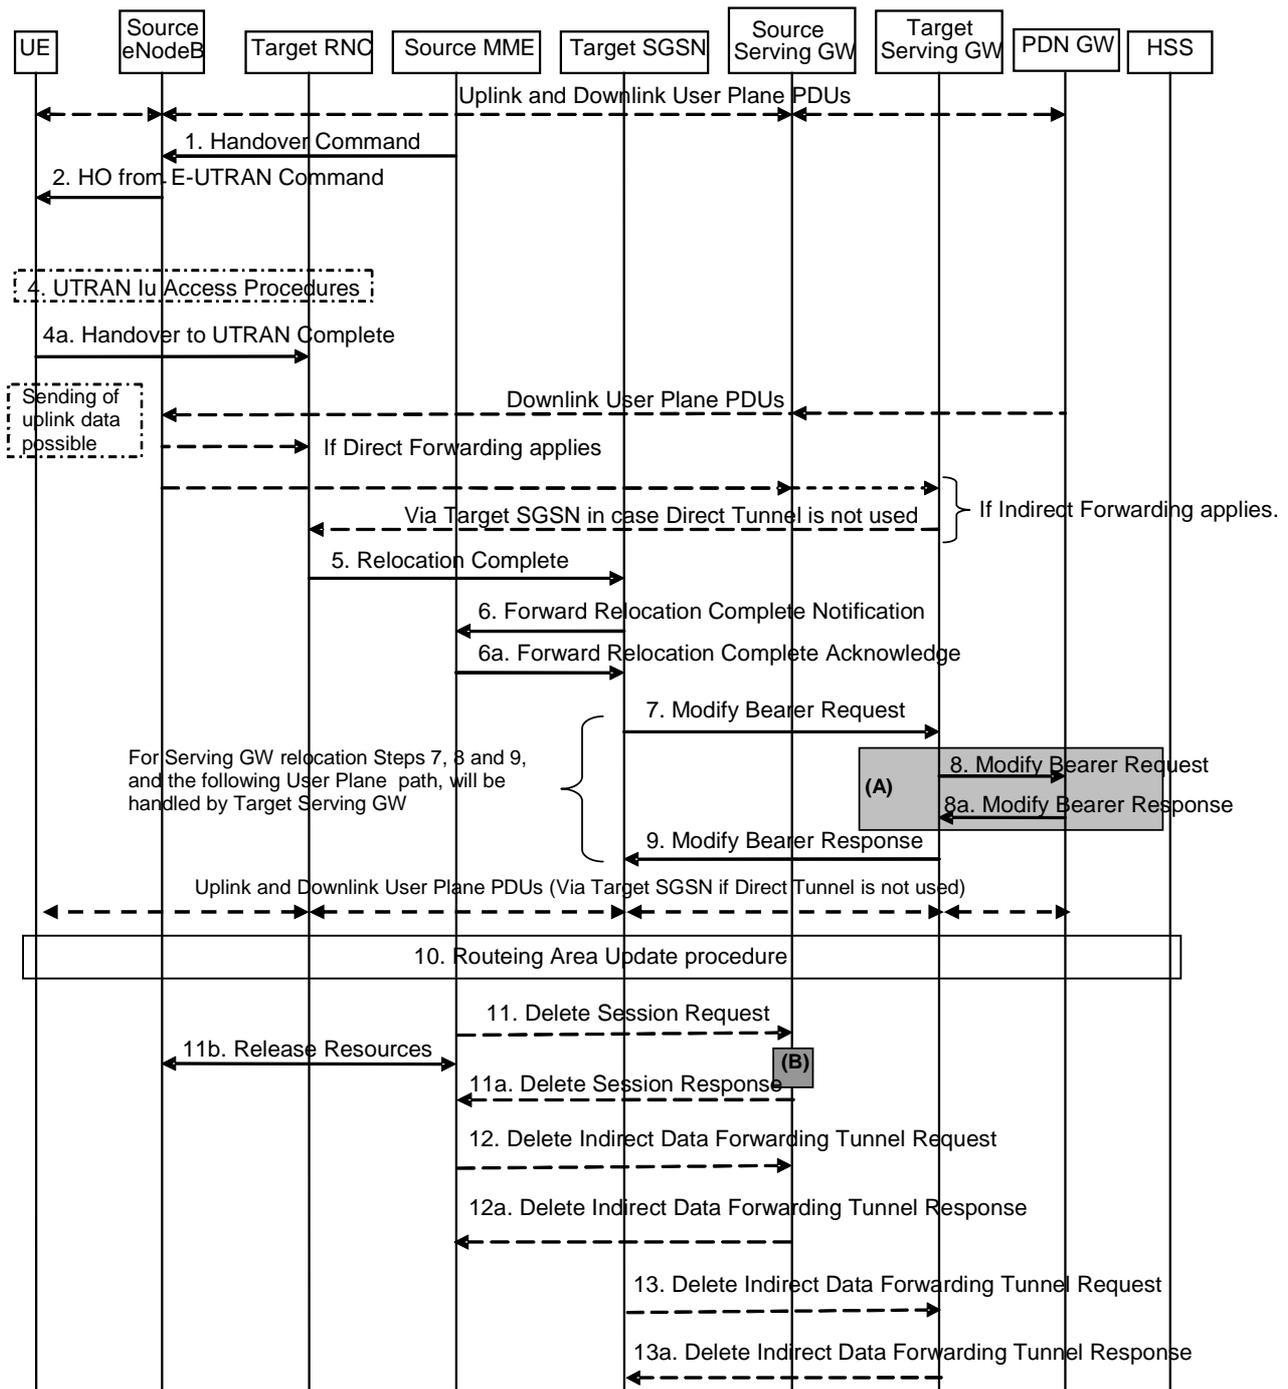 UE
Source
eNodeB
Target RNC
Source MME
Target SGSN
Source
Serving GW
Target
Serving GW
PDN GW
HSS
Uplink and Downlink User Plane PDUs
1. Handover Command
2. HO from E-UTRAN Command
4. UTRAN Iu Access Procedures
4a. Handover to UTRAN Complete
Sending of
uplink data
possible
Downlink User Plane PDUs
If Direct Forwarding applies
Via Target SGSN in case Direct Tunnel is not used
If Indirect Forwarding applies.
5. Relocation Complete
6. Forward Relocation Complete Notification
6a. Forward Relocation Complete Acknowledge
7. Modify Bearer Request
For Serving GW relocation Steps 7, 8 and 9,
and the following User Plane path, will be
handled by Target Serving GW
(A)
8. Modify Bearer Request
8a. Modify Bearer Response
9. Modify Bearer Response
Uplink and Downlink User Plane PDUs (Via Target SGSN if Direct Tunnel is not used)
10. Routeing Area Update procedure
11. Delete Session Request
11b. Release Resources
(B)
11a. Delete Session Response
12. Delete Indirect Data Forwarding Tunnel Request
12a. Delete Indirect Data Forwarding Tunnel Response
13. Delete Indirect Data Forwarding Tunnel Request
13a. Delete Indirect Data Forwarding Tunnel Response